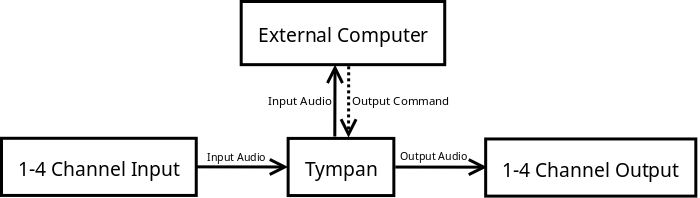 External Computer
Input Audio
Output Command
1-4 Channel Input
Input Audio
Tympan
Output Audio
1-4 Channel Output